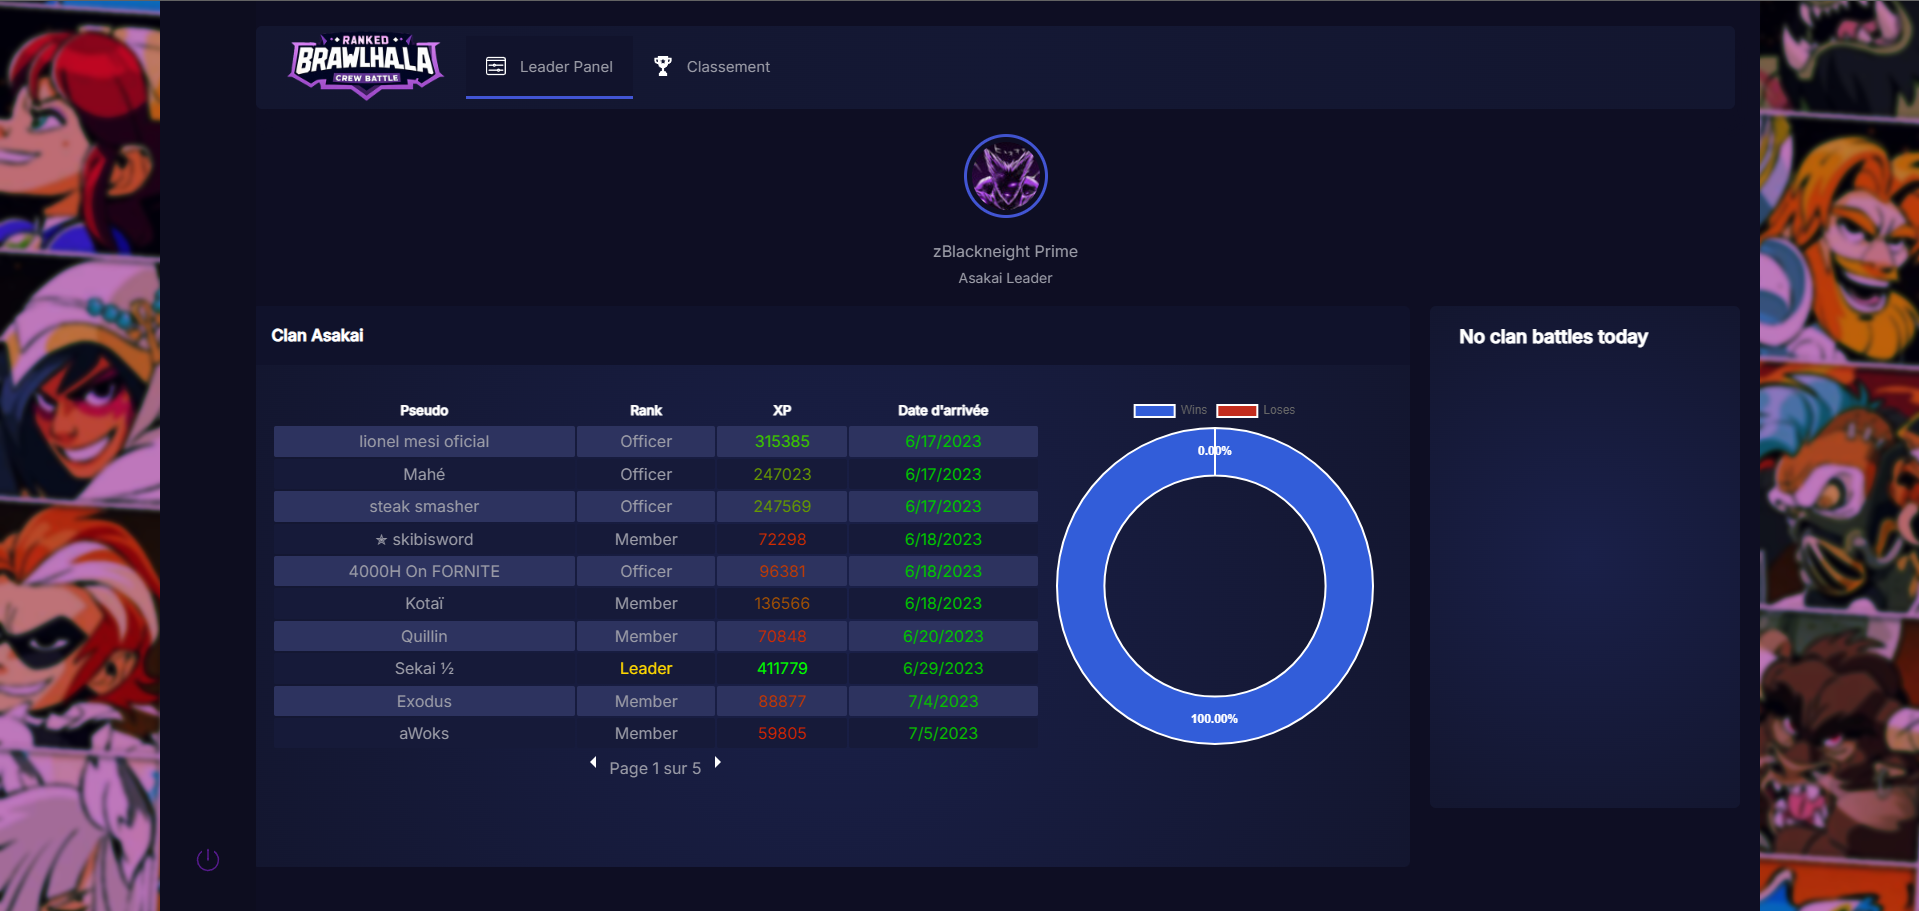 RANKED
BRAWLHALLA
CREW BATTLE
Leader Panel
Classement
zBlackneight Prime
Asakai Leader
Clan Asakai
Pseudo Rank XP Date d'arrivée
lionel mesi oficial Officer 315385 6/17/2023
Mahé Officer 247023 6/17/2023
steak smasher Officer 247569 6/17/2023
✭ skibisword Member 72298 6/18/2023
4000H On FORNITE Officer 96381 6/18/2023
Kotaï Member 136566 6/18/2023
Quillin Member 70848 6/20/2023
Sekai ½ Leader 411779 6/29/2023
Exodus Member 88877 7/4/2023
aWoks Member 59805 7/5/2023
Page 1 sur 5
Wins Loses
0.00%
100.00%
No clan battles today